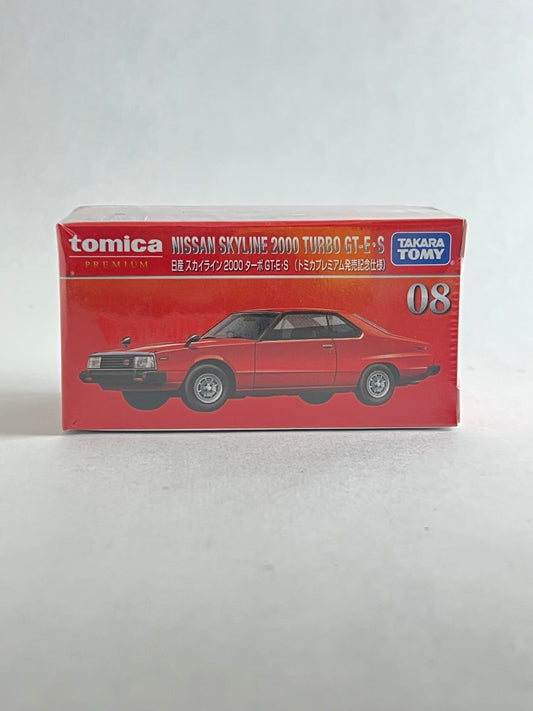 tomica
PREMIUM
NISSAN SKYLINE 2000 TURBO GT-E･S
日産 スカイライン 2000 ターボ GT-E･S （トミカプレミアム発売記念仕様）
TAKARA
TOMY
08